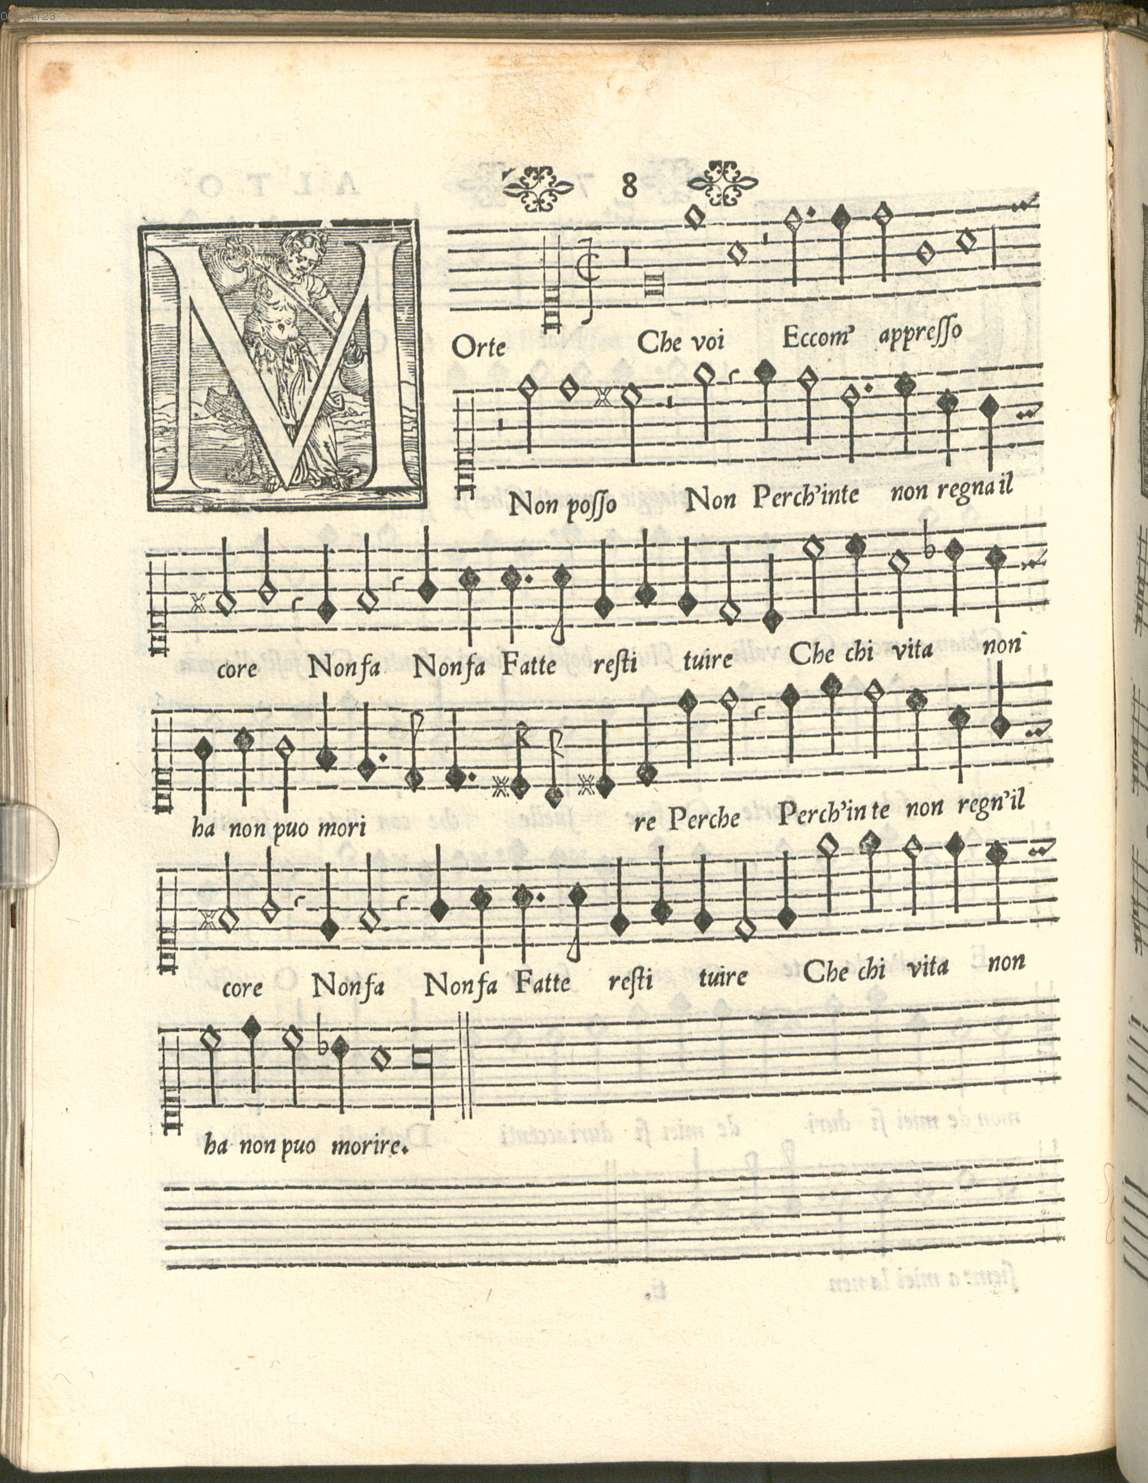 8
MOrte Che voi Eccom' appresso
Non posso Non Perch'inte non regna il
core Non fa Non fa Fatte resti tuire Che chi vita non
ha non puo mori re Perche Perch'in te non regn'il
core Non fa Non fa Fatte resti tuire Che chi vita non
ha non puo morire.